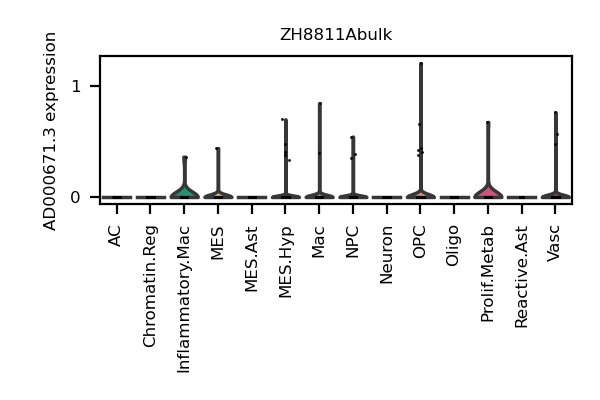 ZH8811Abulk
AD000671.3 expression
1
0
AC
Chromatin.Reg
Inflammatory.Mac
MES
MES.Ast
MES.Hyp
Mac
NPC
Neuron
OPC
Oligo
Prolif.Metab
Reactive.Ast
Vasc